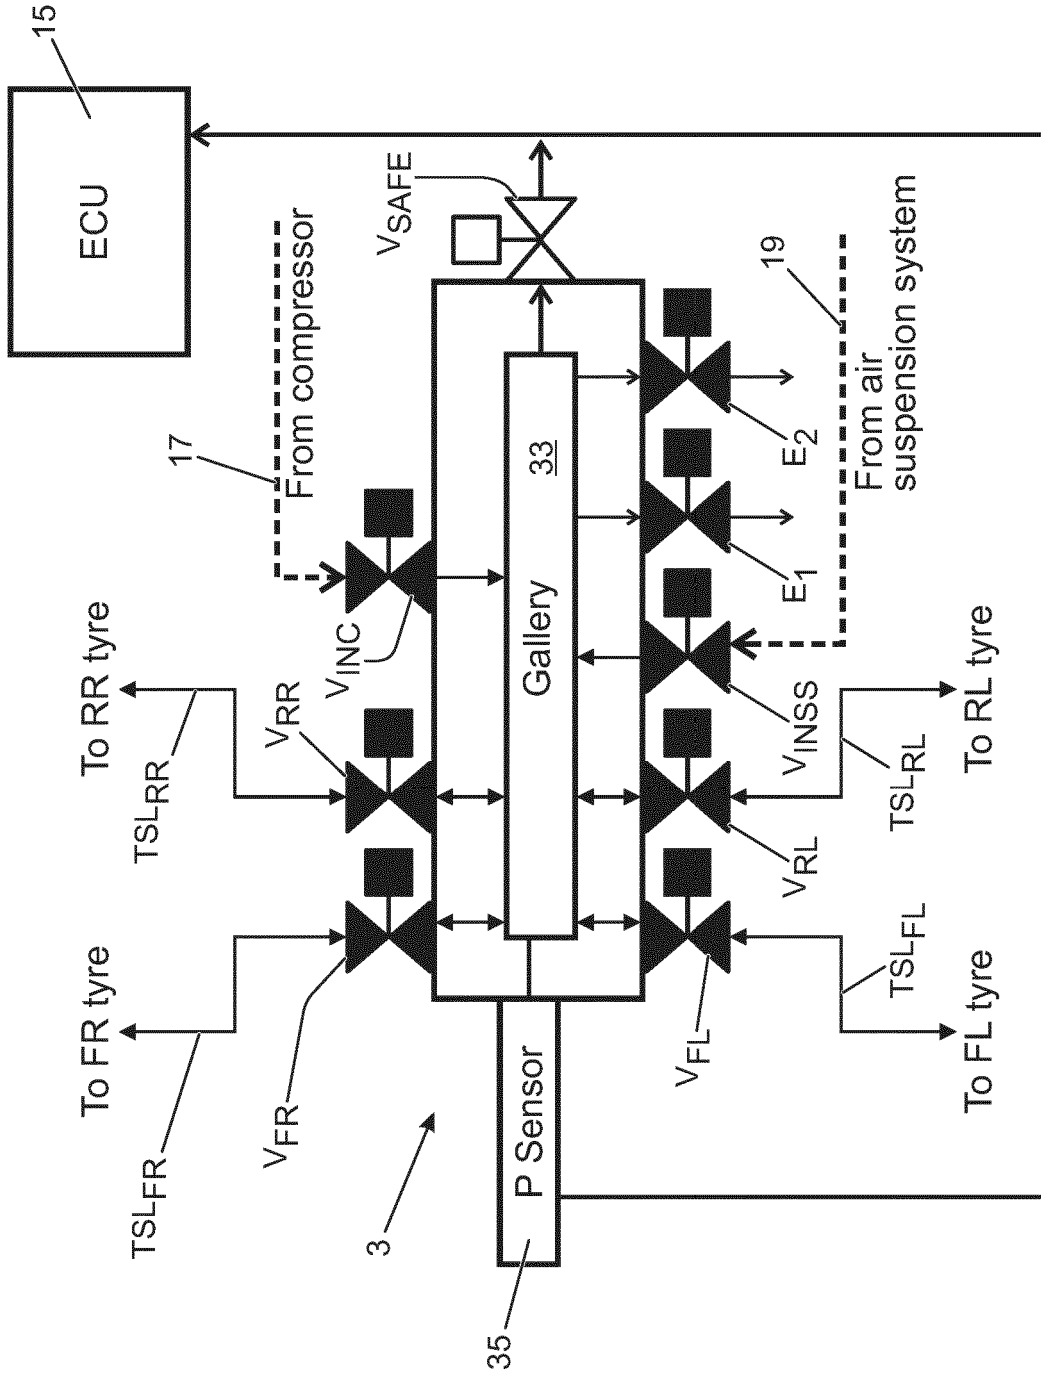 15
ECU
VSAFE
From compressor
17
VINC
19
From air
suspension system
33
Gallery
E2
E1
VINSS
To RR tyre
TSLRR
VRR
To RL tyre
TSLRL
VRL
To FR tyre
TSLFR
VFR
To FL tyre
TSLFL
VFL
P Sensor
3
35